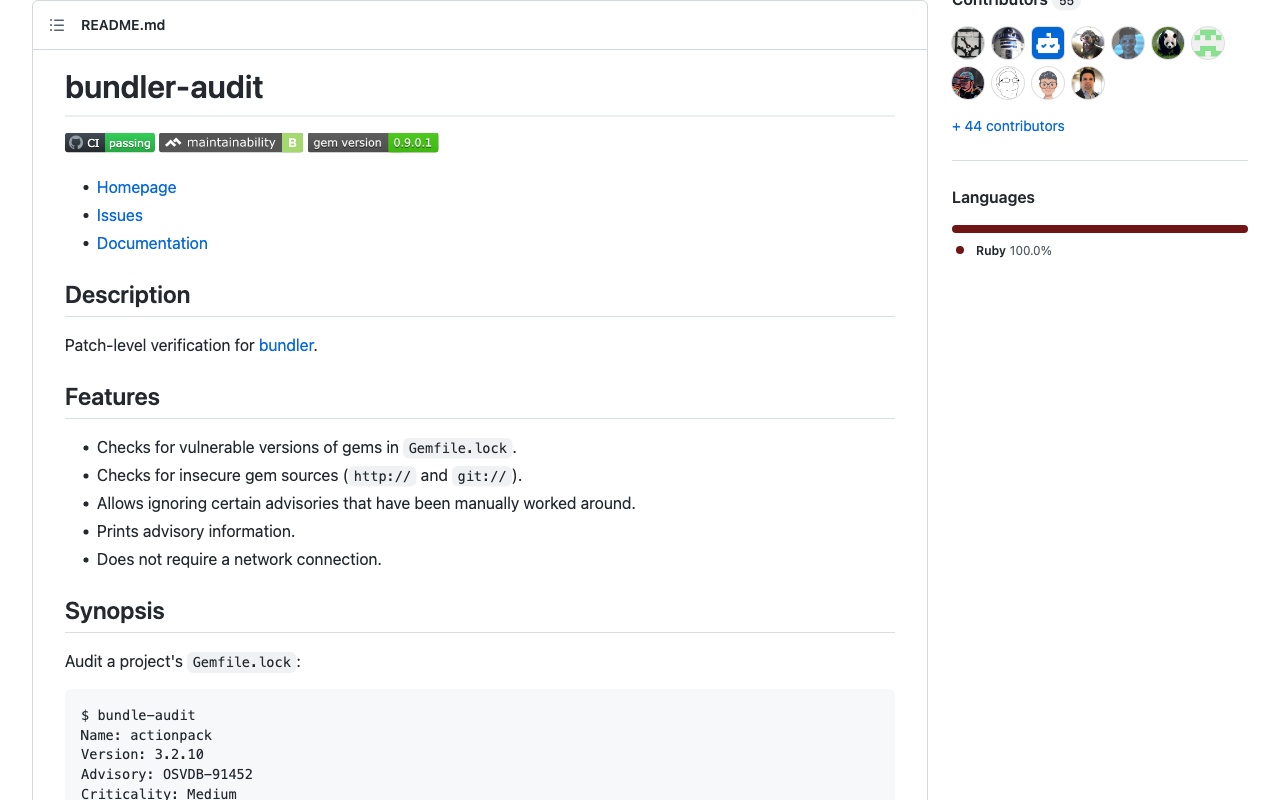 README.md
bundler-audit
CI passing maintainability B gem version 0.9.0.1
• Homepage
• Issues
• Documentation
Description
Patch-level verification for bundler.
Features
• Checks for vulnerable versions of gems in Gemfile.lock.
• Checks for insecure gem sources (http:// and git://).
• Allows ignoring certain advisories that have been manually worked around.
• Prints advisory information.
• Does not require a network connection.
Synopsis
Audit a project's Gemfile.lock:
$ bundle-audit
Name: actionpack
Version: 3.2.10
Advisory: OSVDB-91452
Criticality: Medium
Contributors 55
+ 44 contributors
Languages
Ruby 100.0%